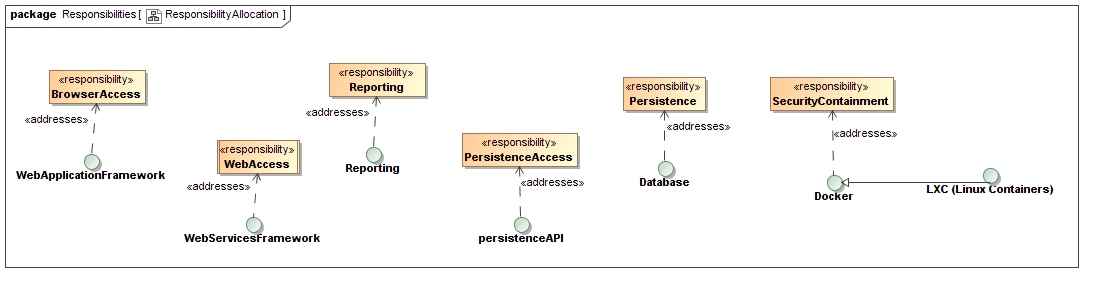 package Responsibilities [ ResponsibilityAllocation ]
«responsibility»
BrowserAccess
«addresses»
WebApplicationFramework
«responsibility»
WebAccess
«addresses»
WebServicesFramework
«responsibility»
Reporting
«addresses»
Reporting
«responsibility»
PersistenceAccess
«addresses»
persistenceAPI
«responsibility»
Persistence
«addresses»
Database
«responsibility»
SecurityContainment
«addresses»
Docker
LXC (Linux Containers)